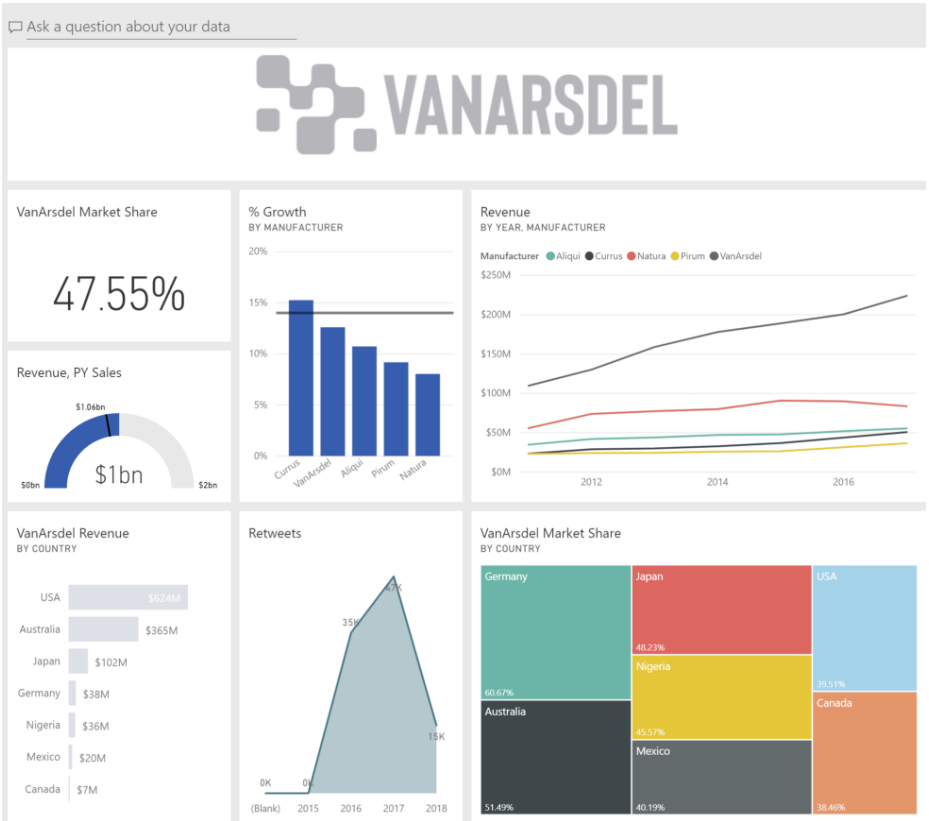 Ask a question about your data
VANARSDEL
VanArsdel Market Share
47.55%
Revenue, PY Sales
$1.06bn
$0bn
$1bn
$2bn
% Growth
BY MANUFACTURER
20%
15%
10%
5%
0%
Currus
VanArsdel
Aliqui
Pirum
Natura
Revenue
BY YEAR, MANUFACTURER
Manufacturer Aliqui Currus Natura Pirum VanArsdel
$250M
$200M
$150M
$100M
$50M
$0M
2012 2014 2016
VanArsdel Revenue
BY COUNTRY
USA $624M
Australia $365M
Japan $102M
Germany $38M
Nigeria $36M
Mexico $20M
Canada $7M
Retweets
47K
35K
15K
0K 0K
(Blank) 2015 2016 2017 2018
VanArsdel Market Share
BY COUNTRY
Germany
60.67%
Australia
51.49%
Japan
48.23%
Nigeria
45.57%
Mexico
40.19%
USA
39.51%
Canada
38.46%